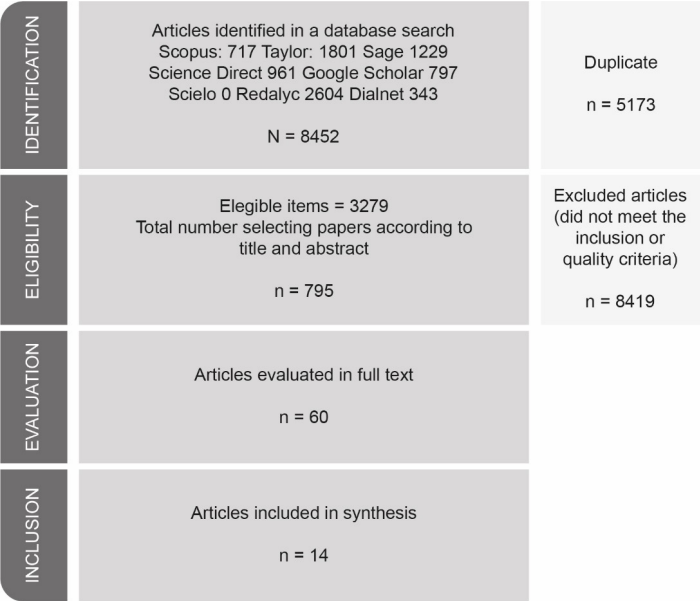 IDENTIFICATION
Articles identified in a database search
Scopus: 717 Taylor: 1801 Sage 1229
Science Direct 961 Google Scholar 797
Scielo 0 Redalyc 2604 Dialnet 343
N = 8452
Duplicate
n = 5173
ELIGIBILITY
Elegible items = 3279
Total number selecting papers according to
title and abstract
n = 795
Excluded articles
(did not meet the
inclusion or
quality criteria)
n = 8419
EVALUATION
Articles evaluated in full text
n = 60
INCLUSION
Articles included in synthesis
n = 14